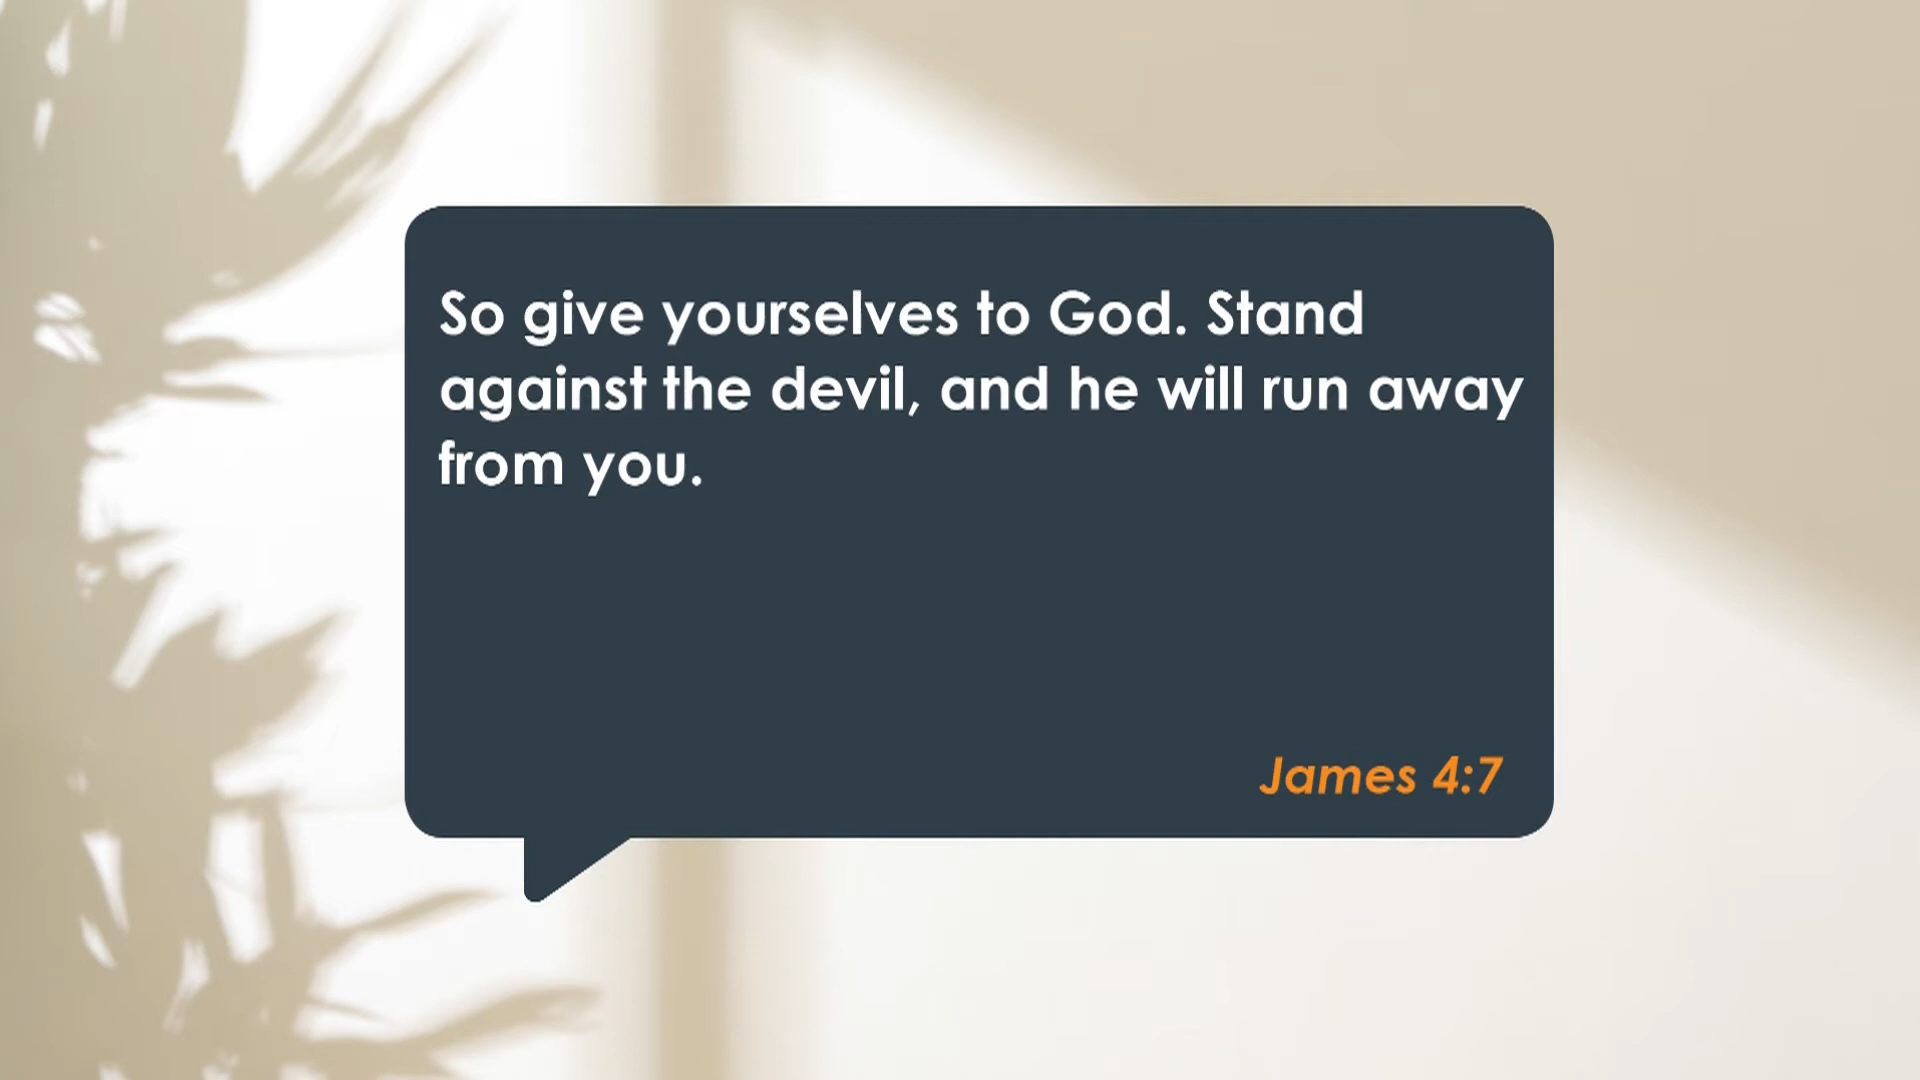 So give yourselves to God. Stand
against the devil, and he will run away
from you.
James 4:7